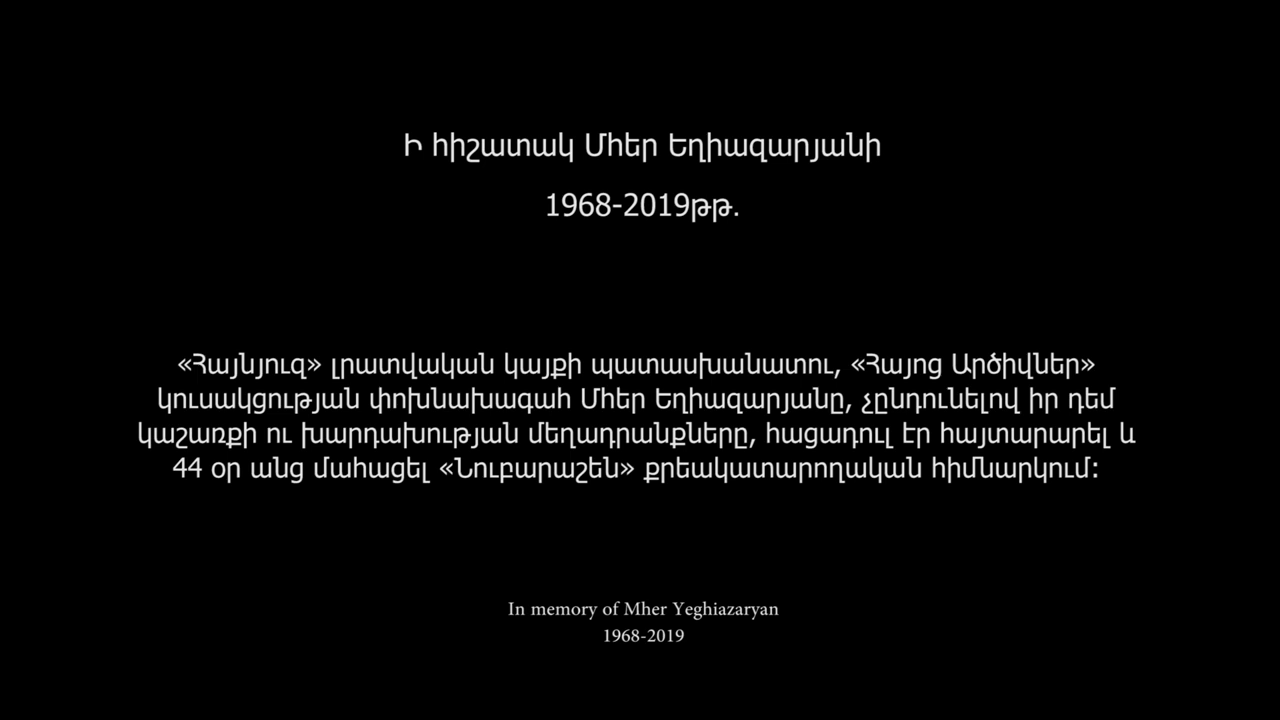 Ի հիշատակ Մհեր Եղիազարյանի
1968-2019թթ.
«Հայնյուզ» լրատվական կայքի պատասխանատու, «Հայոց Արծիվներ»
կուսակցության փոխնախագահ Մհեր Եղիազարյանը, չընդունելով իր դեմ
կաշառքի ու խարդախության մեղադրանքները, հացադուլ էր հայտարարել և
44 օր անց մահացել «Նուբարաշեն» քրեակատարողական հիմնարկում:
In memory of Mher Yeghiazaryan
1968-2019